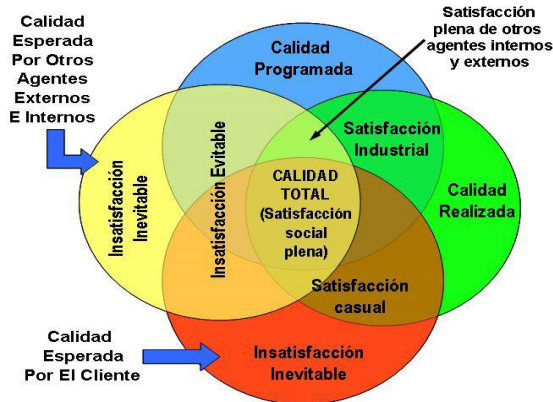 Calidad
Esperada
Por Otros
Agentes
Externos
E Internos
Satisfacción
plena de otros
agentes internos
y externos
Calidad
Programada
Satisfacción
Industrial
Insatisfacción
Inevitable
Insatisfacción Evitable
CALIDAD
TOTAL
(Satisfacción
social
plena)
Calidad
Realizada
Satisfacción
casual
Calidad
Esperada
Por El Cliente
Insatisfacción
Inevitable